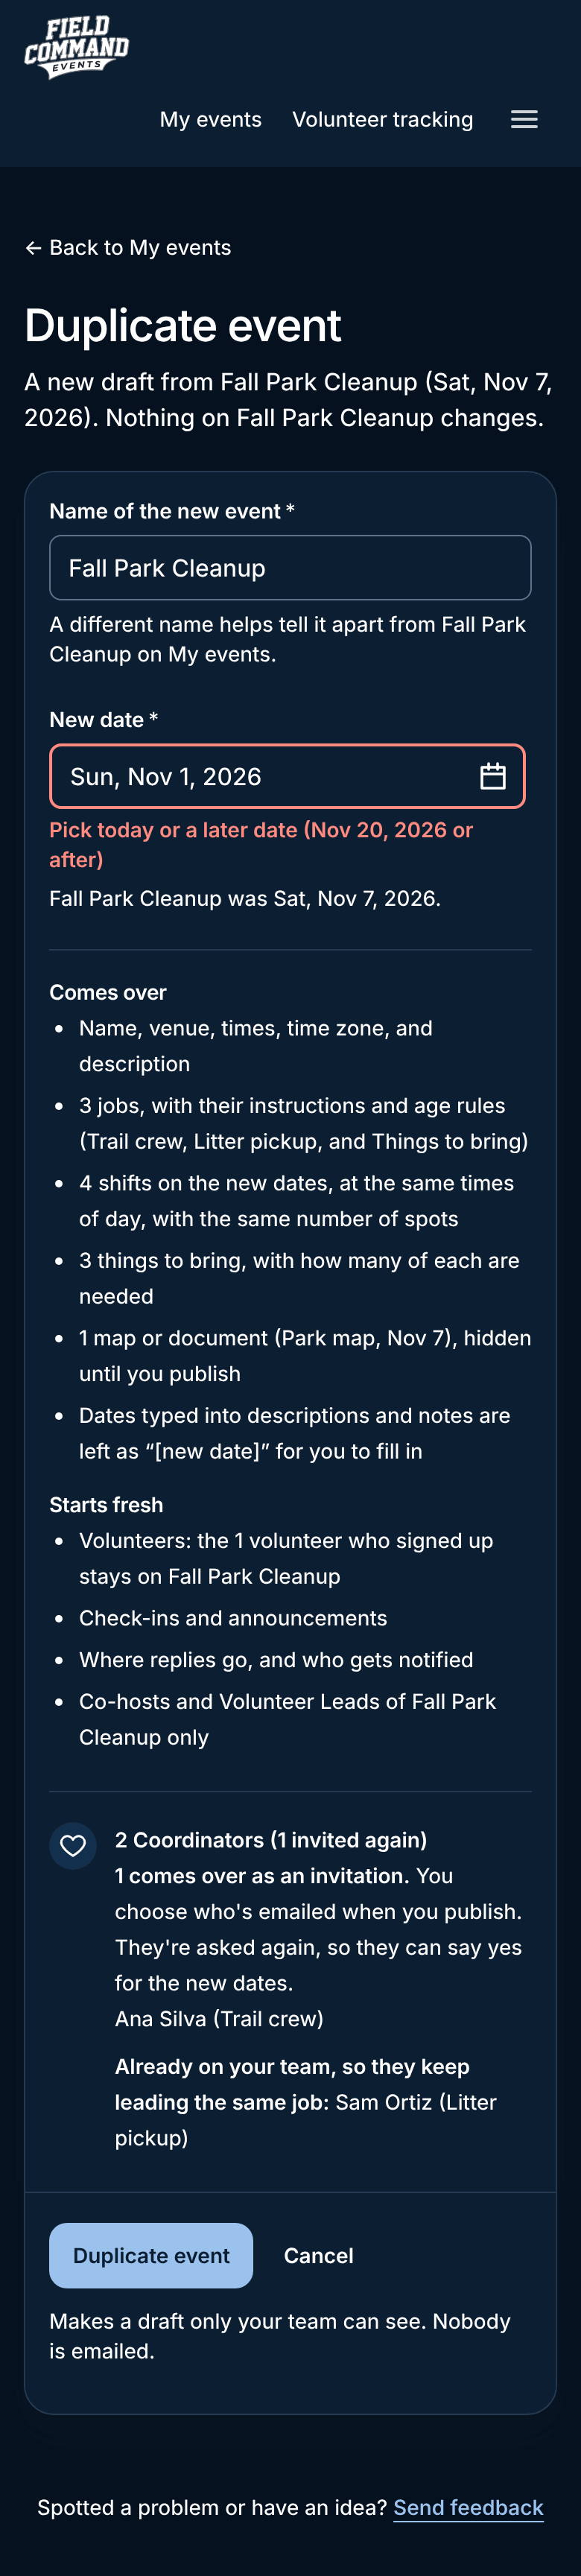 FIELD
COMMAND
EVENTS
My events
Volunteer tracking
← Back to My events
Duplicate event
A new draft from Fall Park Cleanup (Sat, Nov 7,
2026). Nothing on Fall Park Cleanup changes.
Name of the new event *
Fall Park Cleanup
A different name helps tell it apart from Fall Park
Cleanup on My events.
New date *
Sun, Nov 1, 2026
Pick today or a later date (Nov 20, 2026 or
after)
Fall Park Cleanup was Sat, Nov 7, 2026.
Comes over
• Name, venue, times, time zone, and
description
• 3 jobs, with their instructions and age rules
(Trail crew, Litter pickup, and Things to bring)
• 4 shifts on the new dates, at the same times
of day, with the same number of spots
• 3 things to bring, with how many of each are
needed
• 1 map or document (Park map, Nov 7), hidden
until you publish
• Dates typed into descriptions and notes are
left as “[new date]” for you to fill in
Starts fresh
• Volunteers: the 1 volunteer who signed up
stays on Fall Park Cleanup
• Check-ins and announcements
• Where replies go, and who gets notified
• Co-hosts and Volunteer Leads of Fall Park
Cleanup only
2 Coordinators (1 invited again)
1 comes over as an invitation. You
choose who's emailed when you publish.
They're asked again, so they can say yes
for the new dates.
Ana Silva (Trail crew)
Already on your team, so they keep
leading the same job: Sam Ortiz (Litter
pickup)
Duplicate event
Cancel
Makes a draft only your team can see. Nobody
is emailed.
Spotted a problem or have an idea? Send feedback